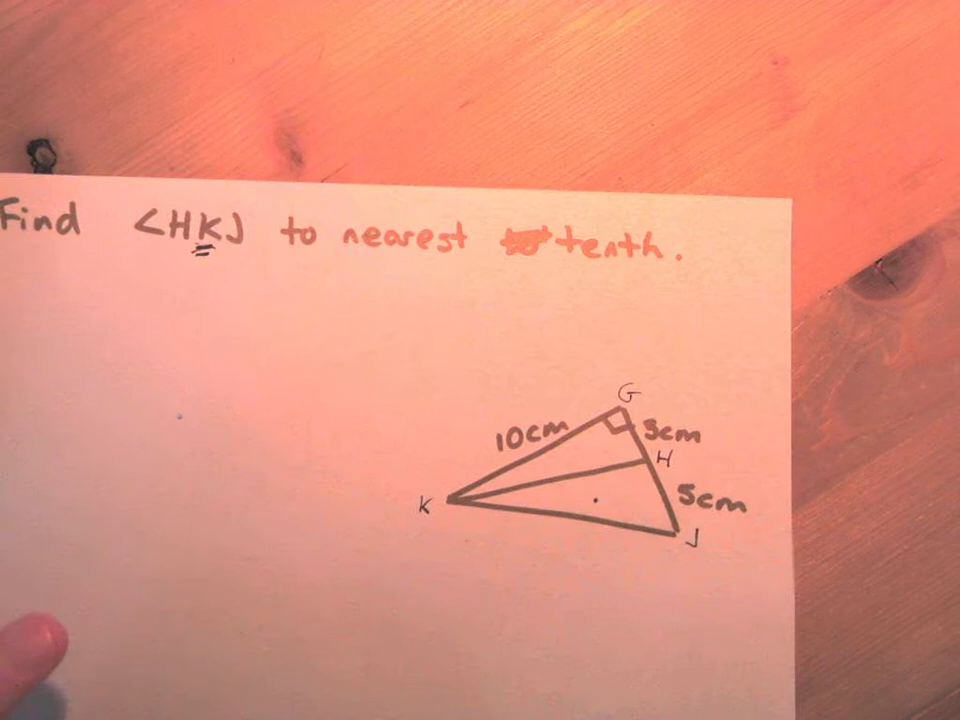 Find <HKJ to nearest tenth.
G
10cm 3cm
H
K 5cm
J